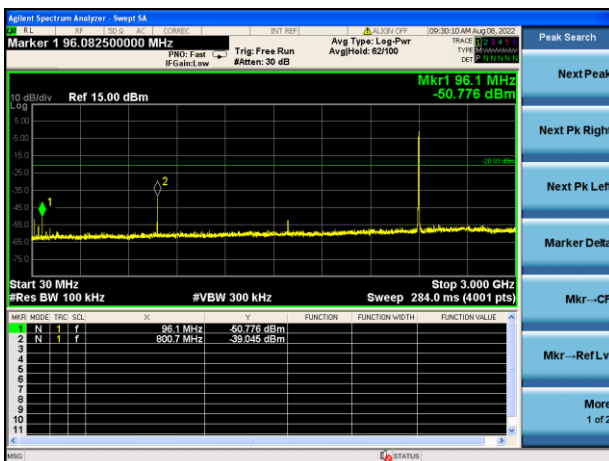 Agilent Spectrum Analyzer - Swept SA
RL RF 50 Ω AC CORREC INT REF ALIGN OFF 09:30:10 AM Aug 08, 2022
Marker 1 96.082500000 MHz
PNO: Fast
IFGain:Low
Trig: Free Run
#Atten: 30 dB
Avg Type: Log-Pwr
Avg|Hold: 62/100
TRACE 1 2 3 4 5 6
TYPE M
DET P N N N N N
Peak Search
Next Peak
Next Pk Right
Next Pk Left
Marker Delta
Mkr→CF
Mkr→Ref Lv
More
1 of 2
Mkr1 96.1 MHz
-50.776 dBm
10 dB/div Ref 15.00 dBm
Log
5.00
-5.00
-15.0
-20.93 dBm
-25.0
-35.0
-45.0
-55.0
-65.0
-75.0
1
2
Start 30 MHz Stop 3.000 GHz
#Res BW 100 kHz #VBW 300 kHz Sweep 284.0 ms (4001 pts)
MKR MODE TRC SCL X Y FUNCTION FUNCTION WIDTH FUNCTION VALUE
1 N 1 f 96.1 MHz -50.776 dBm
2 N 1 f 800.7 MHz -39.045 dBm
3
4
5
6
7
8
9
10
11
MSG STATUS